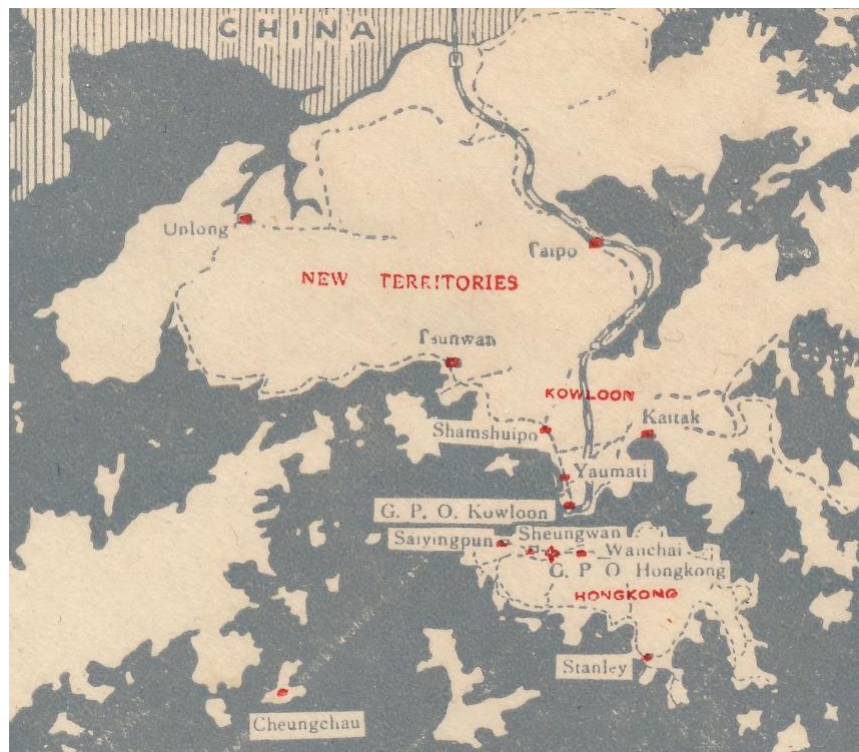 CHINA
Unlong
Taipo
NEW TERRITORIES
Tsunwan
KOWLOON
Kaitak
Shamshuipo
Yaumati
G. P. O. Kowloon
Sheungwan
Saiyingpun
Wanchai
G. P. O. Hongkong
HONGKONG
Stanley
Cheungchau